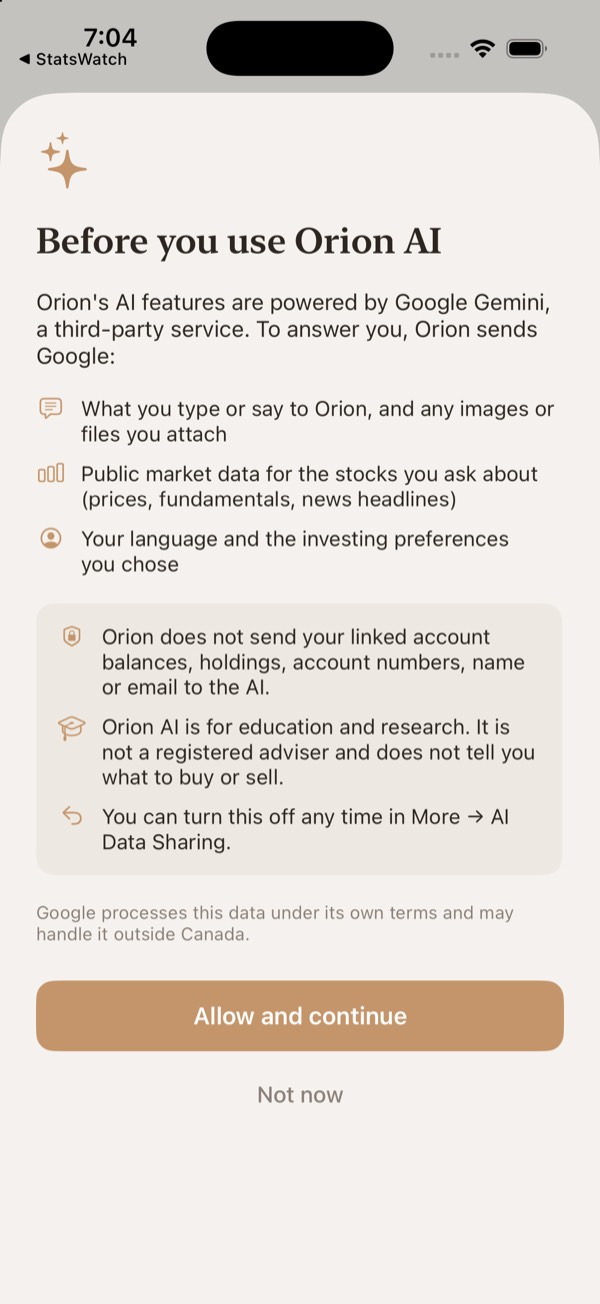 7:04
◀ StatsWatch
Before you use Orion AI
Orion's AI features are powered by Google Gemini,
a third-party service. To answer you, Orion sends
Google:
What you type or say to Orion, and any images or
files you attach
Public market data for the stocks you ask about
(prices, fundamentals, news headlines)
Your language and the investing preferences
you chose
Orion does not send your linked account
balances, holdings, account numbers, name
or email to the AI.
Orion AI is for education and research. It is
not a registered adviser and does not tell you
what to buy or sell.
You can turn this off any time in More → AI
Data Sharing.
Google processes this data under its own terms and may
handle it outside Canada.
Allow and continue
Not now